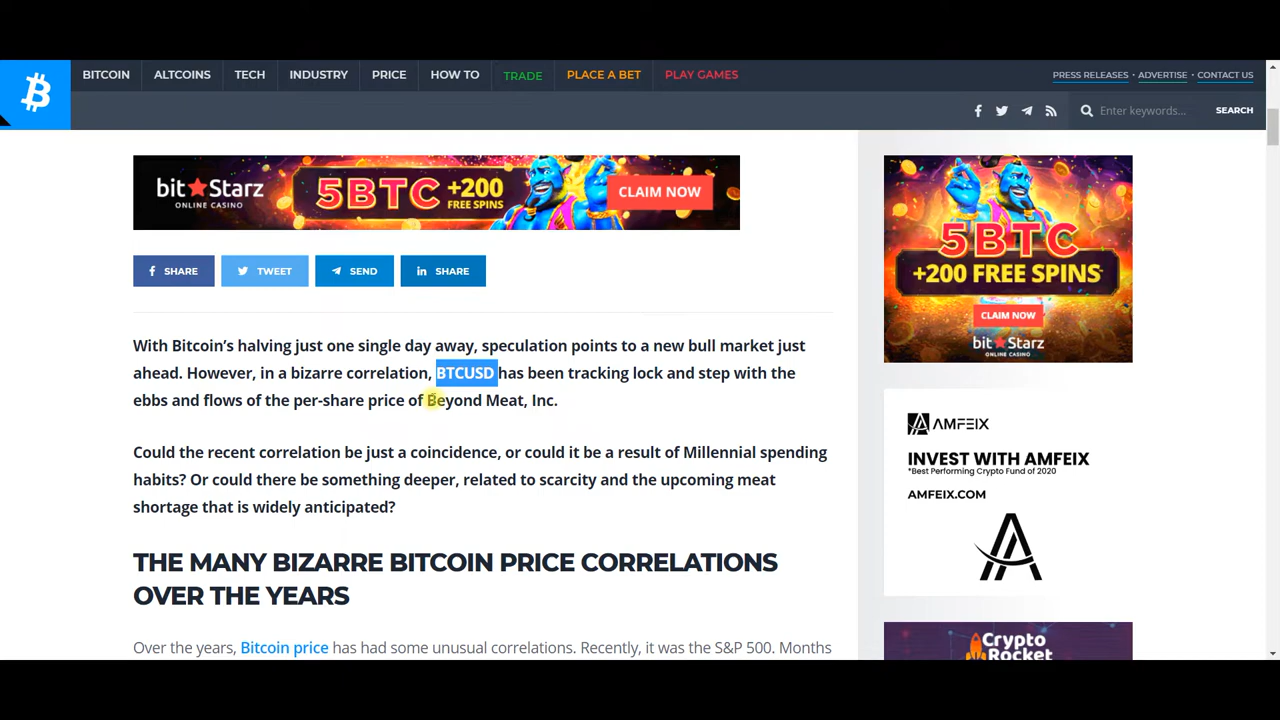 BITCOIN ALTCOINS TECH INDUSTRY PRICE HOW TO TRADE PLACE A BET PLAY GAMES PRESS RELEASES • ADVERTISE • CONTACT US
Enter keywords... SEARCH
bitStarz ONLINE CASINO 5BTC +200 FREE SPINS CLAIM NOW
SHARE TWEET SEND SHARE
With Bitcoin's halving just one single day away, speculation points to a new bull market just
ahead. However, in a bizarre correlation, BTCUSD has been tracking lock and step with the
ebbs and flows of the per-share price of Beyond Meat, Inc.
Could the recent correlation be just a coincidence, or could it be a result of Millennial spending
habits? Or could there be something deeper, related to scarcity and the upcoming meat
shortage that is widely anticipated?
THE MANY BIZARRE BITCOIN PRICE CORRELATIONS
OVER THE YEARS
Over the years, Bitcoin price has had some unusual correlations. Recently, it was the S&P 500. Months
5BTC
+200 FREE SPINS
CLAIM NOW
bitStarz
ONLINE CASINO
AMFEIX
INVEST WITH AMFEIX
*Best Performing Crypto Fund of 2020
AMFEIX.COM
Crypto
Rocket